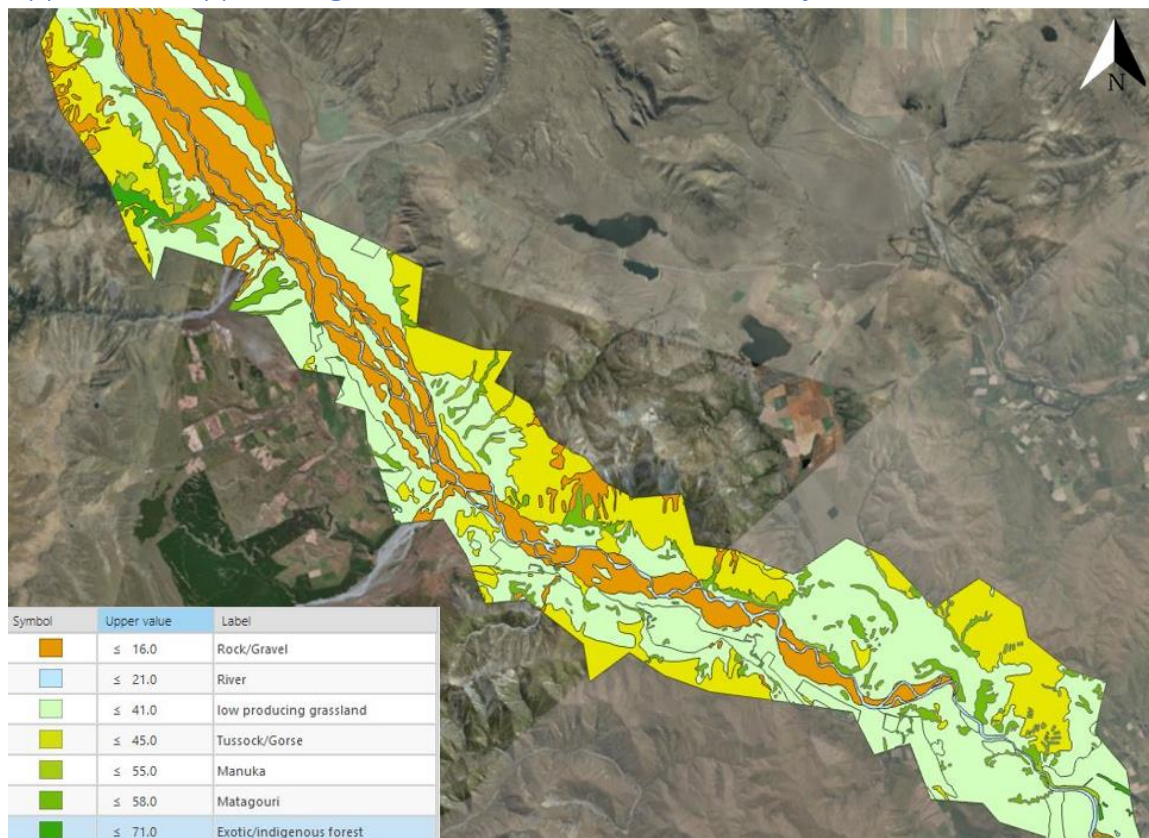 N
Symbol Upper value Label
≤ 16.0 Rock/Gravel
≤ 21.0 River
≤ 41.0 low producing grassland
≤ 45.0 Tussock/Gorse
≤ 55.0 Manuka
≤ 58.0 Matagouri
≤ 71.0 Exotic/indigenous forest